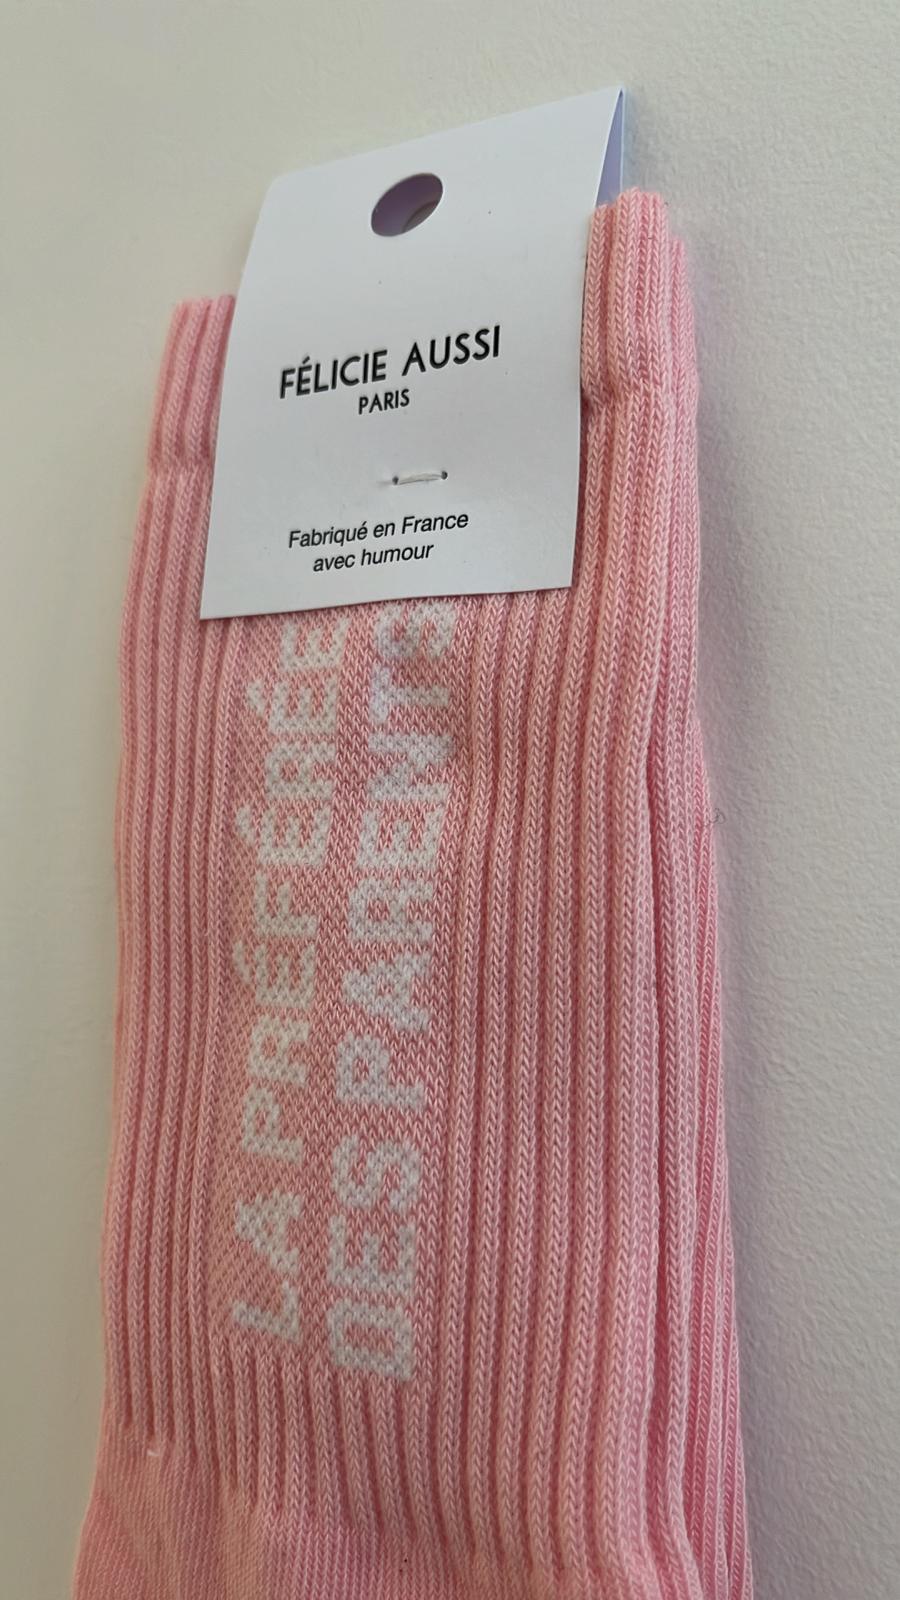 FÉLICIE AUSSI
PARIS
Fabriqué en France
avec humour
LA PRÉFÉRÉE
DES PARENTS